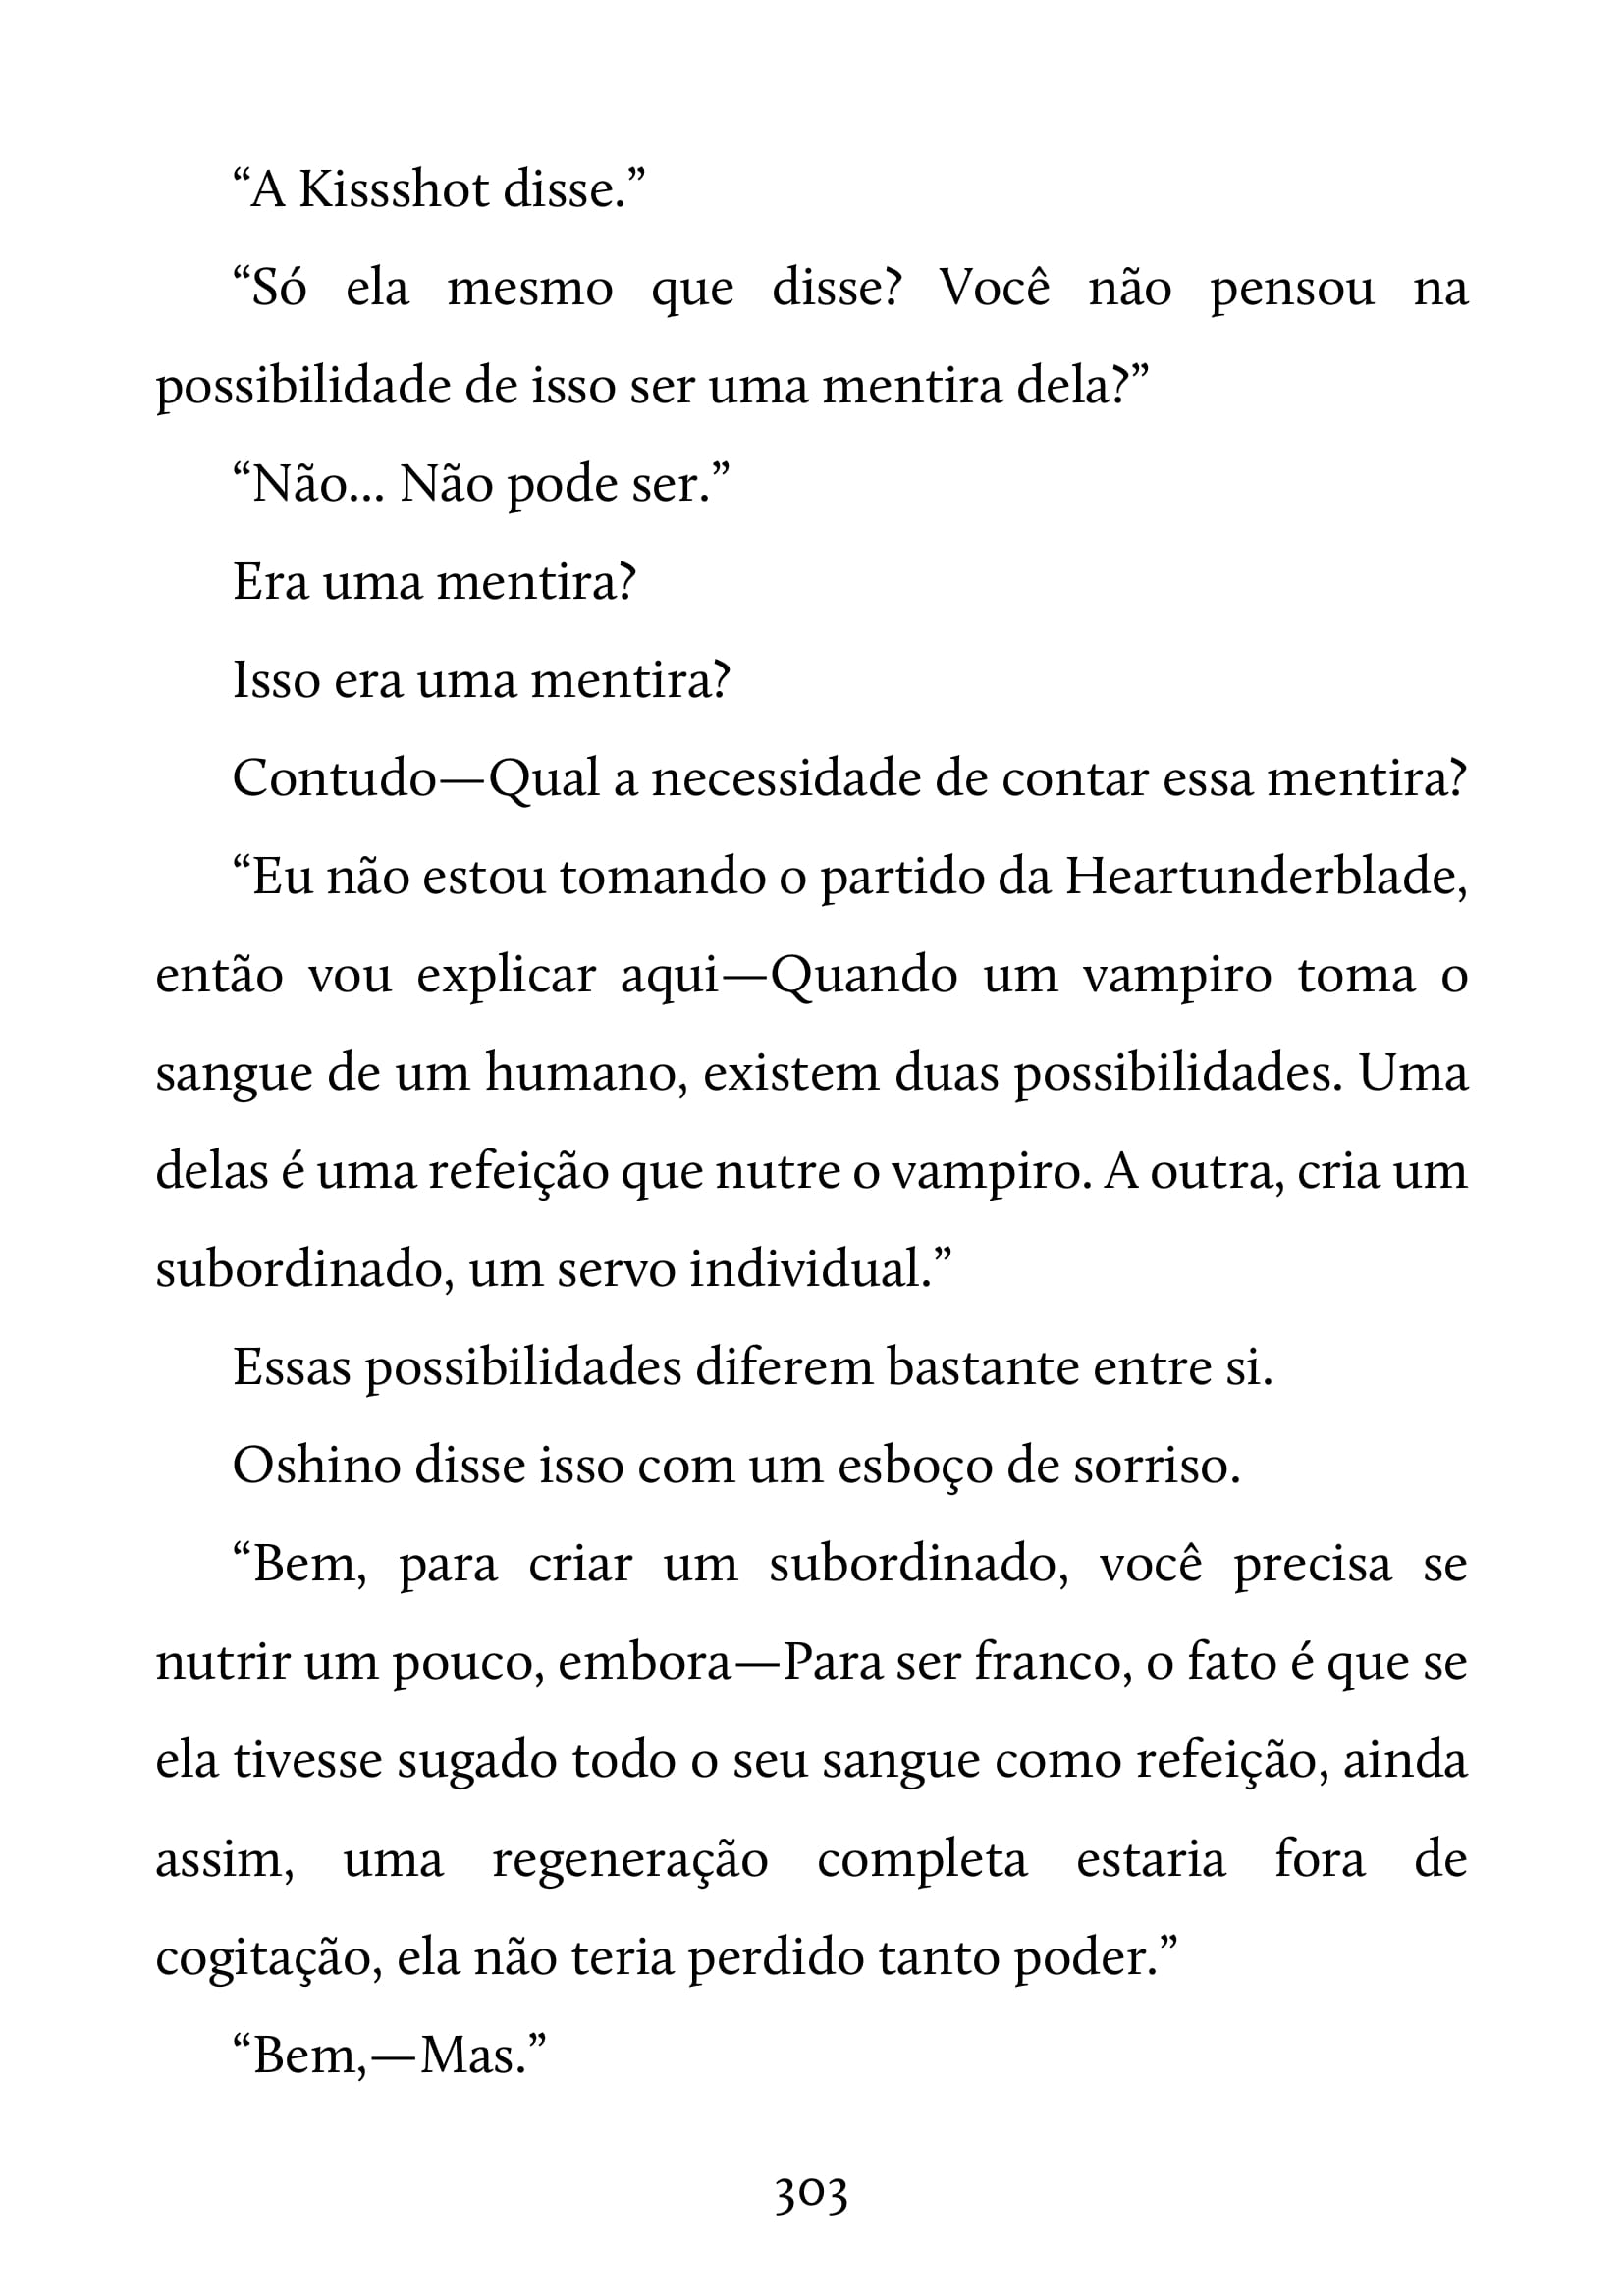 “A Kissshot disse.”
“Só ela mesmo que disse? Você não pensou na
possibilidade de isso ser uma mentira dela?”
“Não... Não pode ser.”
Era uma mentira?
Isso era uma mentira?
Contudo—Qual a necessidade de contar essa mentira?
“Eu não estou tomando o partido da Heartunderblade,
então vou explicar aqui—Quando um vampiro toma o
sangue de um humano, existem duas possibilidades. Uma
delas é uma refeição que nutre o vampiro. A outra, cria um
subordinado, um servo individual.”
Essas possibilidades diferem bastante entre si.
Oshino disse isso com um esboço de sorriso.
“Bem, para criar um subordinado, você precisa se
nutrir um pouco, embora—Para ser franco, o fato é que se
ela tivesse sugado todo o seu sangue como refeição, ainda
assim, uma regeneração completa estaria fora de
cogitação, ela não teria perdido tanto poder.”
“Bem,—Mas.”
303